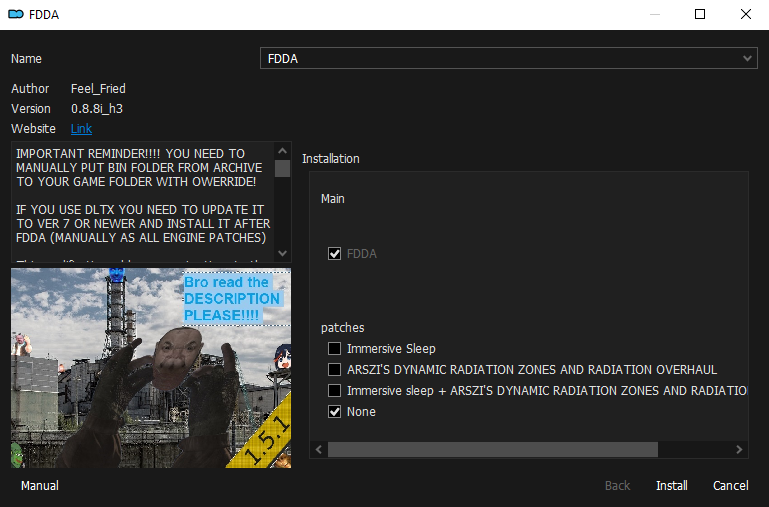 FDDA
Name
FDDA
Author Feel_Fried
Version 0.8.8i_h3
Website Link
IMPORTANT REMINDER!!!! YOU NEED TO
MANUALLY PUT BIN FOLDER FROM ARCHIVE
TO YOUR GAME FOLDER WITH OWERRIDE!
IF YOU USE DLTX YOU NEED TO UPDATE IT
TO VER 7 OR NEWER AND INSTALL IT AFTER
FDDA (MANUALLY AS ALL ENGINE PATCHES)
Bro read the
DESCRIPTION
PLEASE!!!!
1.5.1
Installation
Main
FDDA
patches
Immersive Sleep
ARSZI'S DYNAMIC RADIATION ZONES AND RADIATION OVERHAUL
Immersive sleep + ARSZI'S DYNAMIC RADIATION ZONES AND RADIATIO
None
Manual
Back
Install
Cancel